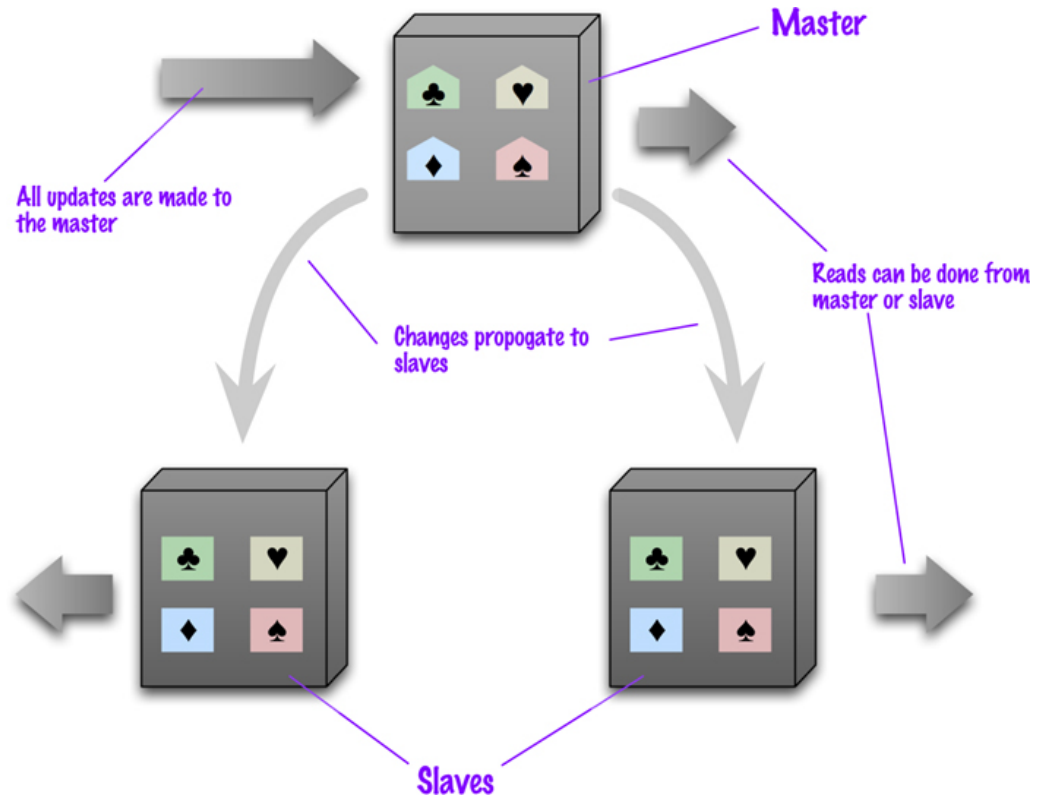 Master
All updates are made to
the master
Reads can be done from
master or slave
Changes propogate to
slaves
Slaves